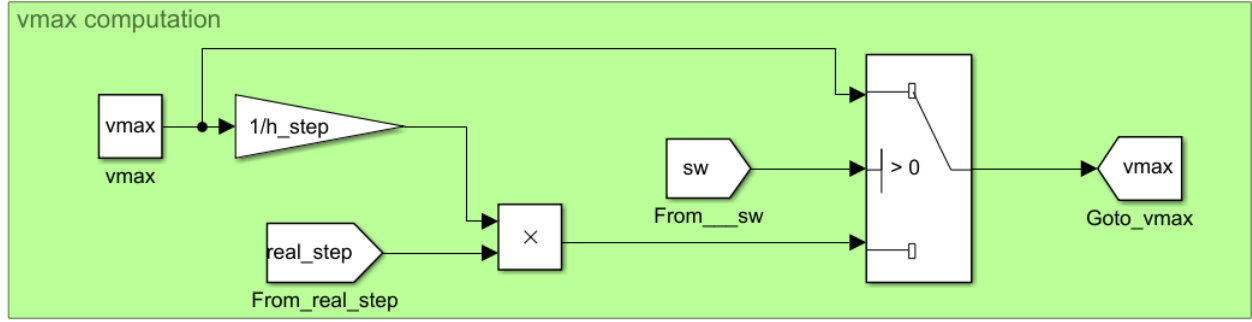 vmax computation
vmax
vmax
1/h_step
real_step
From_real_step
×
sw
From___sw
> 0
vmax
Goto_vmax